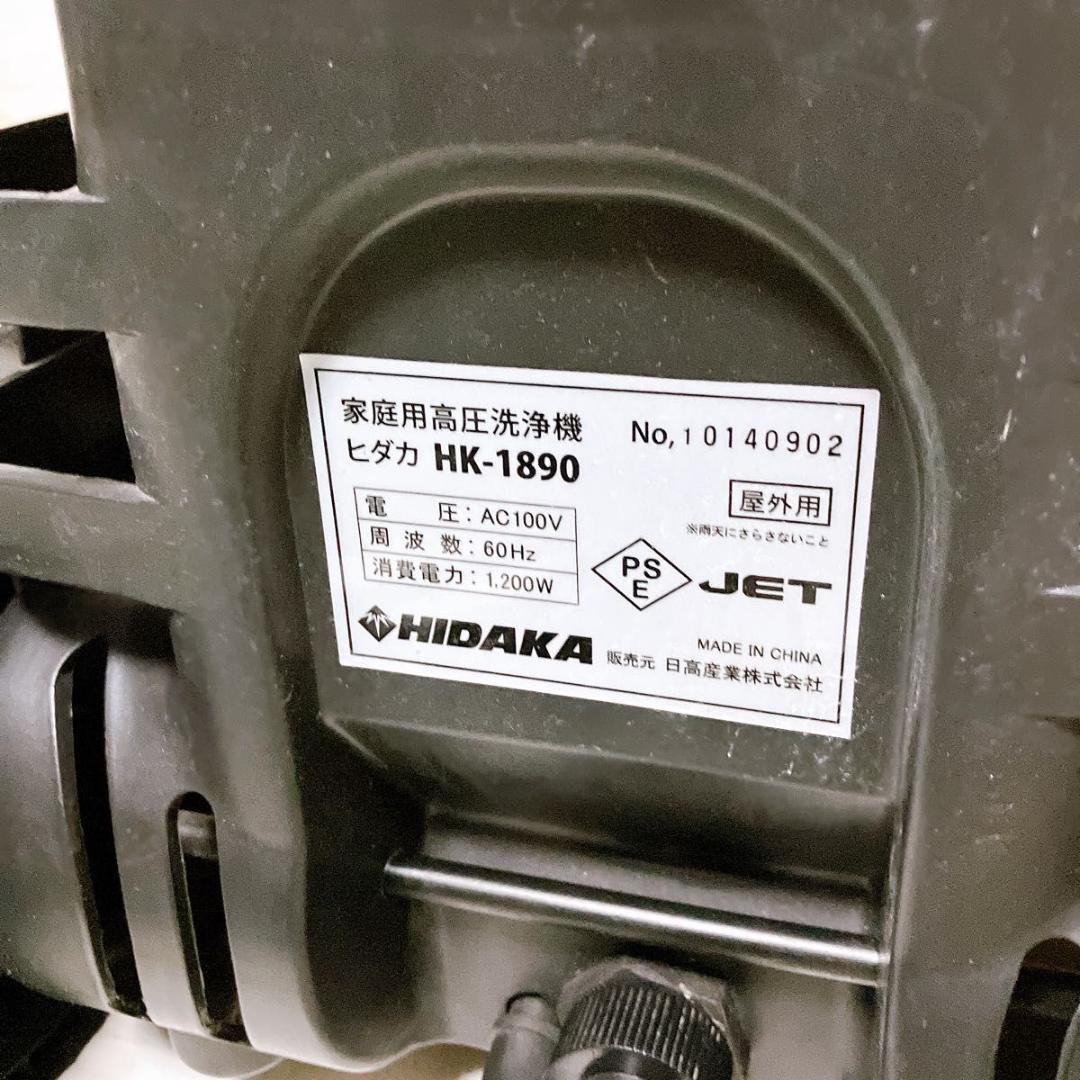 家庭用高圧洗浄機
ヒダカ HK-1890
No,10140902
屋外用
※雨天にさらさないこと
電 圧：AC100V
周波数：60Hz
消費電力：1,200W
PS
E
JET
HIDAKA
MADE IN CHINA
販売元 日高産業株式会社